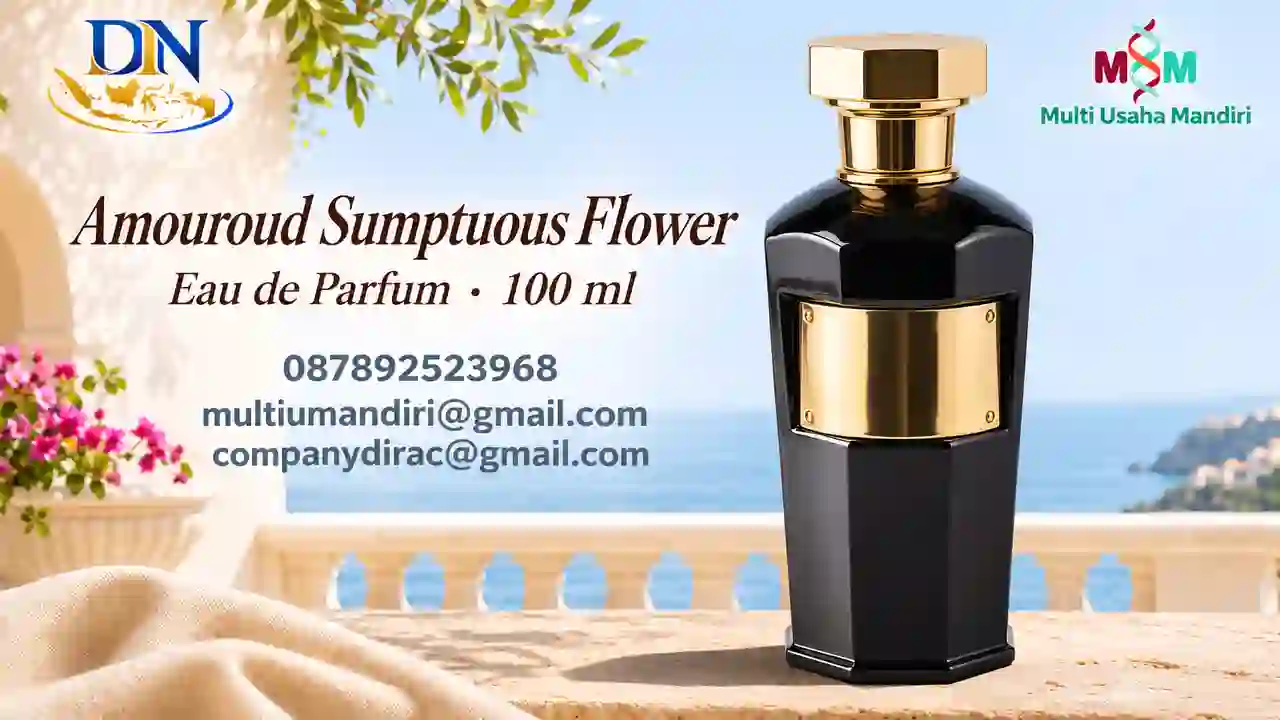 DN
MSM
Multi Usaha Mandiri
Amouroud Sumptuous Flower
Eau de Parfum • 100 ml
087892523968
multiumandiri@gmail.com
companydirac@gmail.com